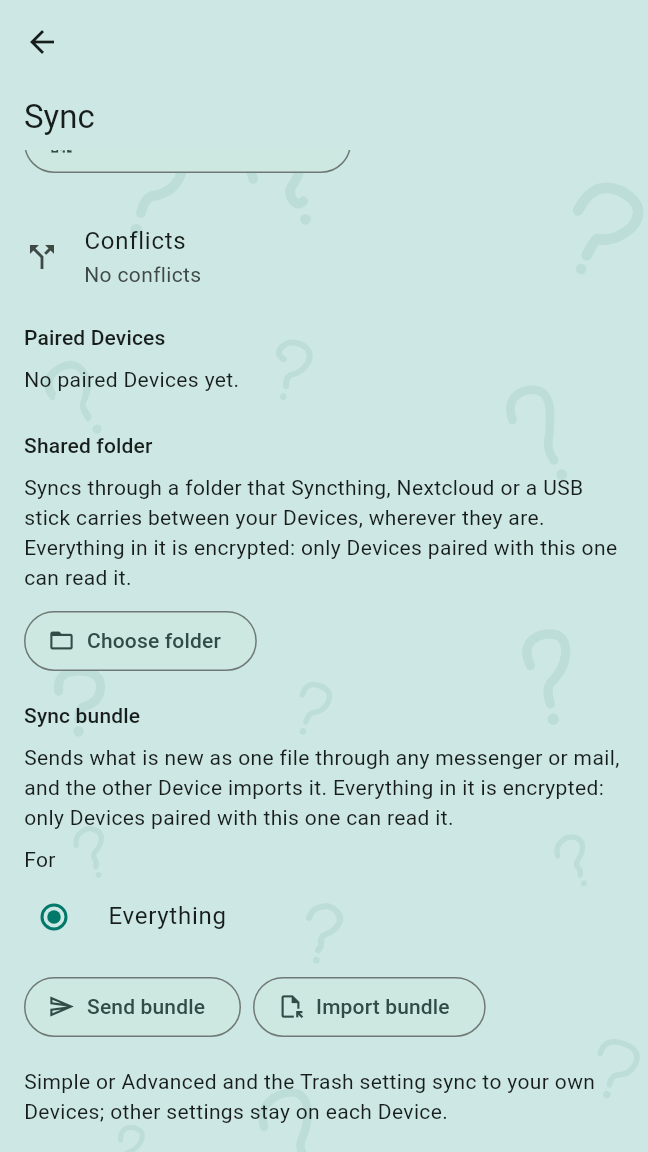 Sync
Conflicts
No conflicts
Paired Devices
No paired Devices yet.
Shared folder
Syncs through a folder that Syncthing, Nextcloud or a USB
stick carries between your Devices, wherever they are.
Everything in it is encrypted: only Devices paired with this one
can read it.
Choose folder
Sync bundle
Sends what is new as one file through any messenger or mail,
and the other Device imports it. Everything in it is encrypted:
only Devices paired with this one can read it.
For
Everything
Send bundle
Import bundle
Simple or Advanced and the Trash setting sync to your own
Devices; other settings stay on each Device.